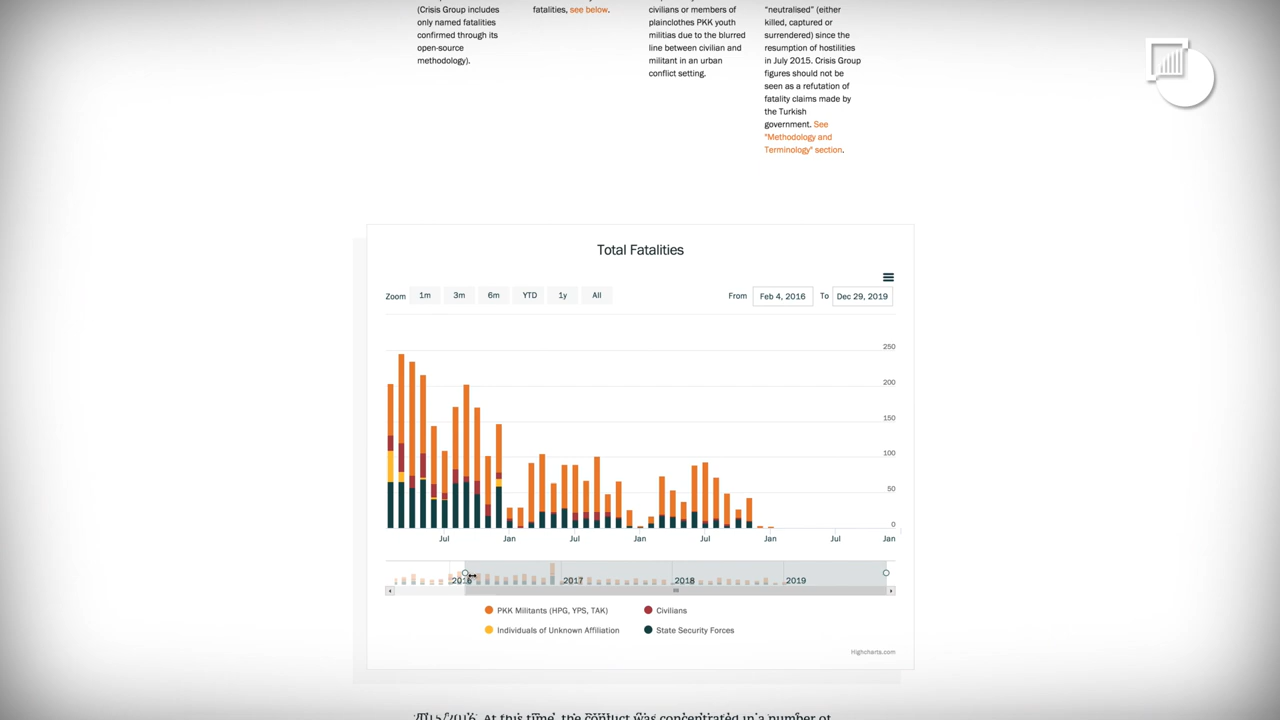 (Crisis Group includes
only named fatalities
confirmed through its
open-source
methodology).
fatalities, see below.
civilians or members of
plainclothes PKK youth
militias due to the blurred
line between civilian and
militant in an urban
conflict setting.
"neutralised" (either
killed, captured or
surrendered) since the
resumption of hostilities
in July 2015. Crisis Group
figures should not be
seen as a refutation of
fatality claims made by
the Turkish
government. See
"Methodology and
Terminology" section.
Total Fatalities
Zoom 1m 3m 6m YTD 1y All From Feb 4, 2016 To Dec 29, 2019
250
200
150
100
50
0
Jul Jan Jul Jan Jul Jan Jul Jan
2016 2017 2018 2019
PKK Militants (HPG, YPS, TAK) Civilians
Individuals of Unknown Affiliation State Security Forces
Highcharts.com
2015/2016. At this time, the conflict was concentrated in a number of